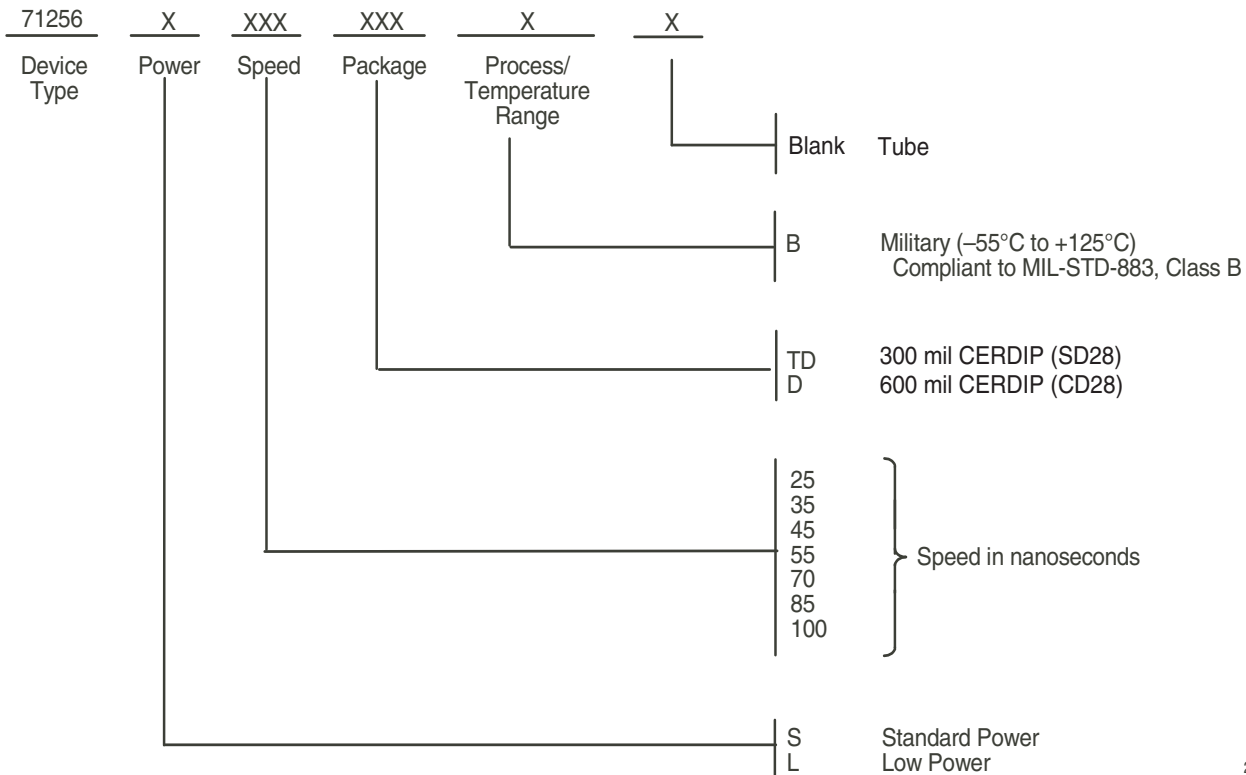 71256 X XXX XXX X X
Device Type
Power
Speed
Package
Process/
Temperature
Range
Blank Tube
B Military (–55°C to +125°C)
Compliant to MIL-STD-883, Class B
TD 300 mil CERDIP (SD28)
D 600 mil CERDIP (CD28)
25
35
45
55
70
85
100
Speed in nanoseconds
S Standard Power
L Low Power